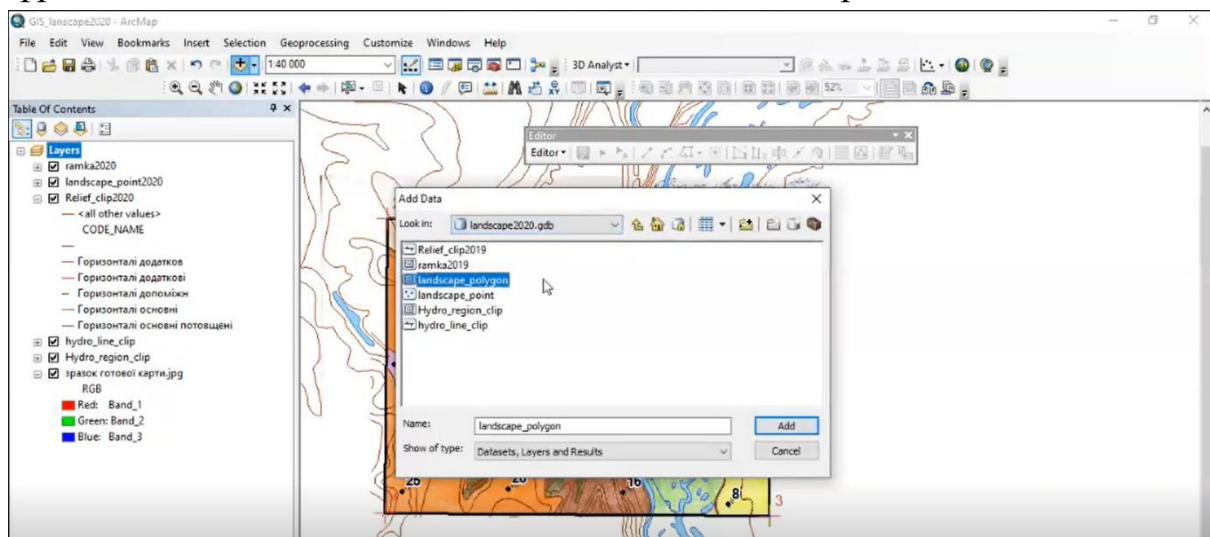 GIS_lanscape2020 - ArcMap
File Edit View Bookmarks Insert Selection Geoprocessing Customize Windows Help
1:40 000
3D Analyst
52%
Table Of Contents
Layers
ramka2020
landscape_point2020
Relief_clip2020
<all other values>
CODE_NAME
Горизонталі додатков
Горизонталі додаткові
Горизонталі допоміжн
Горизонталі основні
Горизонталі основні потовщені
hydro_line_clip
Hydro_region_clip
зразок готової карти.jpg
RGB
Red: Band_1
Green: Band_2
Blue: Band_3
Editor
Editor
Add Data
Look in: landscape2020.gdb
Relief_clip2019
ramka2019
landscape_polygon
landscape_point
Hydro_region_clip
hydro_line_clip
Name: landscape_polygon
Add
Show of type: Datasets, Layers and Results
Cancel
16
8
3